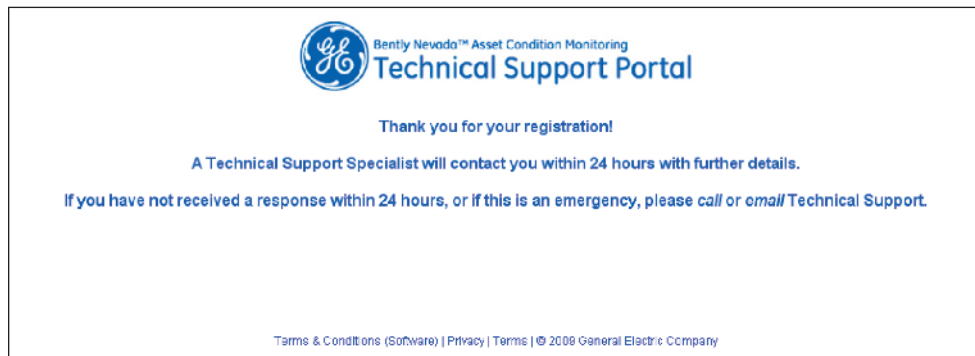 GE
Bently Nevada™ Asset Condition Monitoring
Technical Support Portal
Thank you for your registration!
A Technical Support Specialist will contact you within 24 hours with further details.
If you have not received a response within 24 hours, or if this is an emergency, please call or email Technical Support.
Terms & Conditions (Software) | Privacy | Terms | © 2009 General Electric Company